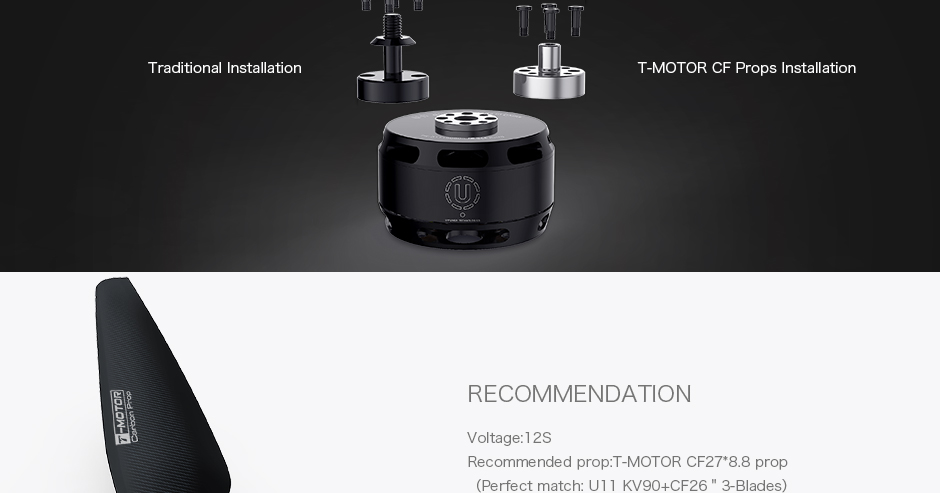 Traditional Installation
T-MOTOR CF Props Installation
U
T-MOTOR
Carbon Prop
RECOMMENDATION
Voltage:12S
Recommended prop:T-MOTOR CF27*8.8 prop
(Perfect match: U11 KV90+CF26 " 3-Blades)